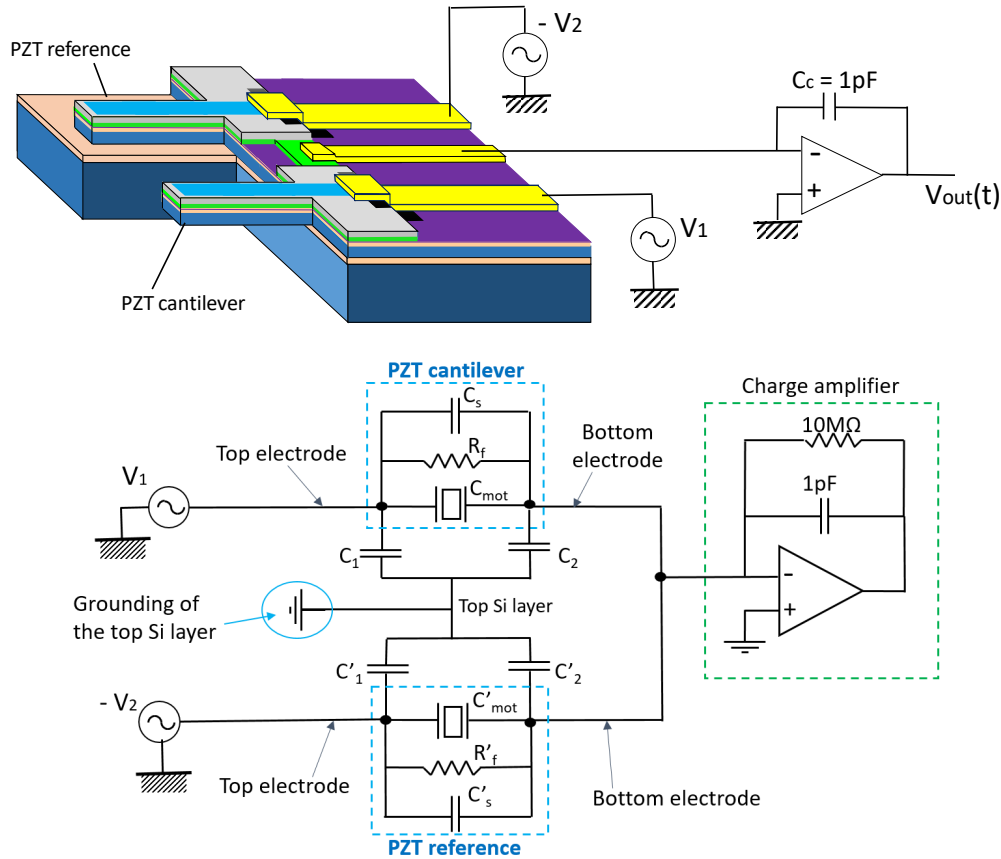 - V2
PZT reference
Cc = 1pF
-
+
Vout(t)
V1
PZT cantilever
PZT cantilever
Charge amplifier
Cs
10MΩ
Top electrode
Bottom
electrode
Rf
V1
Cmot
1pF
C1
C2
-
+
Grounding of
the top Si layer
Top Si layer
C'1
C'2
- V2
C'mot
R'f
Top electrode
C's
Bottom electrode
PZT reference